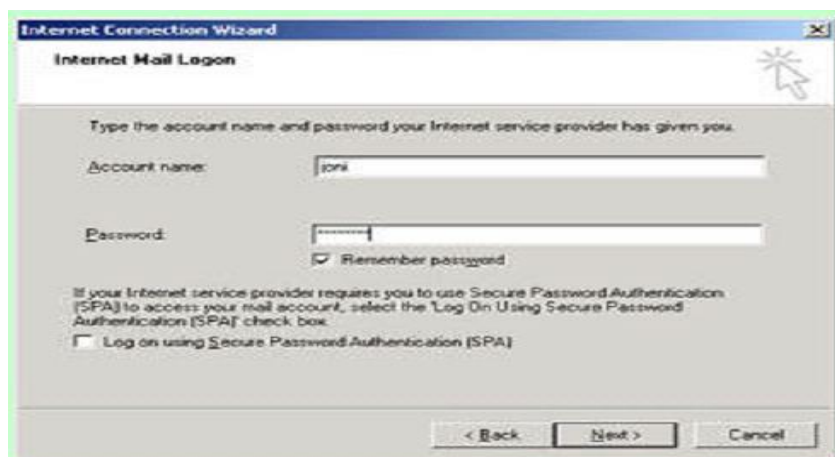 Internet Connection Wizard
Internet Mail Logon
Type the account name and password your Internet service provider has given you.
Account name:
joni
Password:
Remember password
If your Internet service provider requires you to use Secure Password Authentication
(SPA) to access your mail account, select the 'Log On Using Secure Password
Authentication (SPA)' check box.
Log on using Secure Password Authentication (SPA)
< Back Next > Cancel